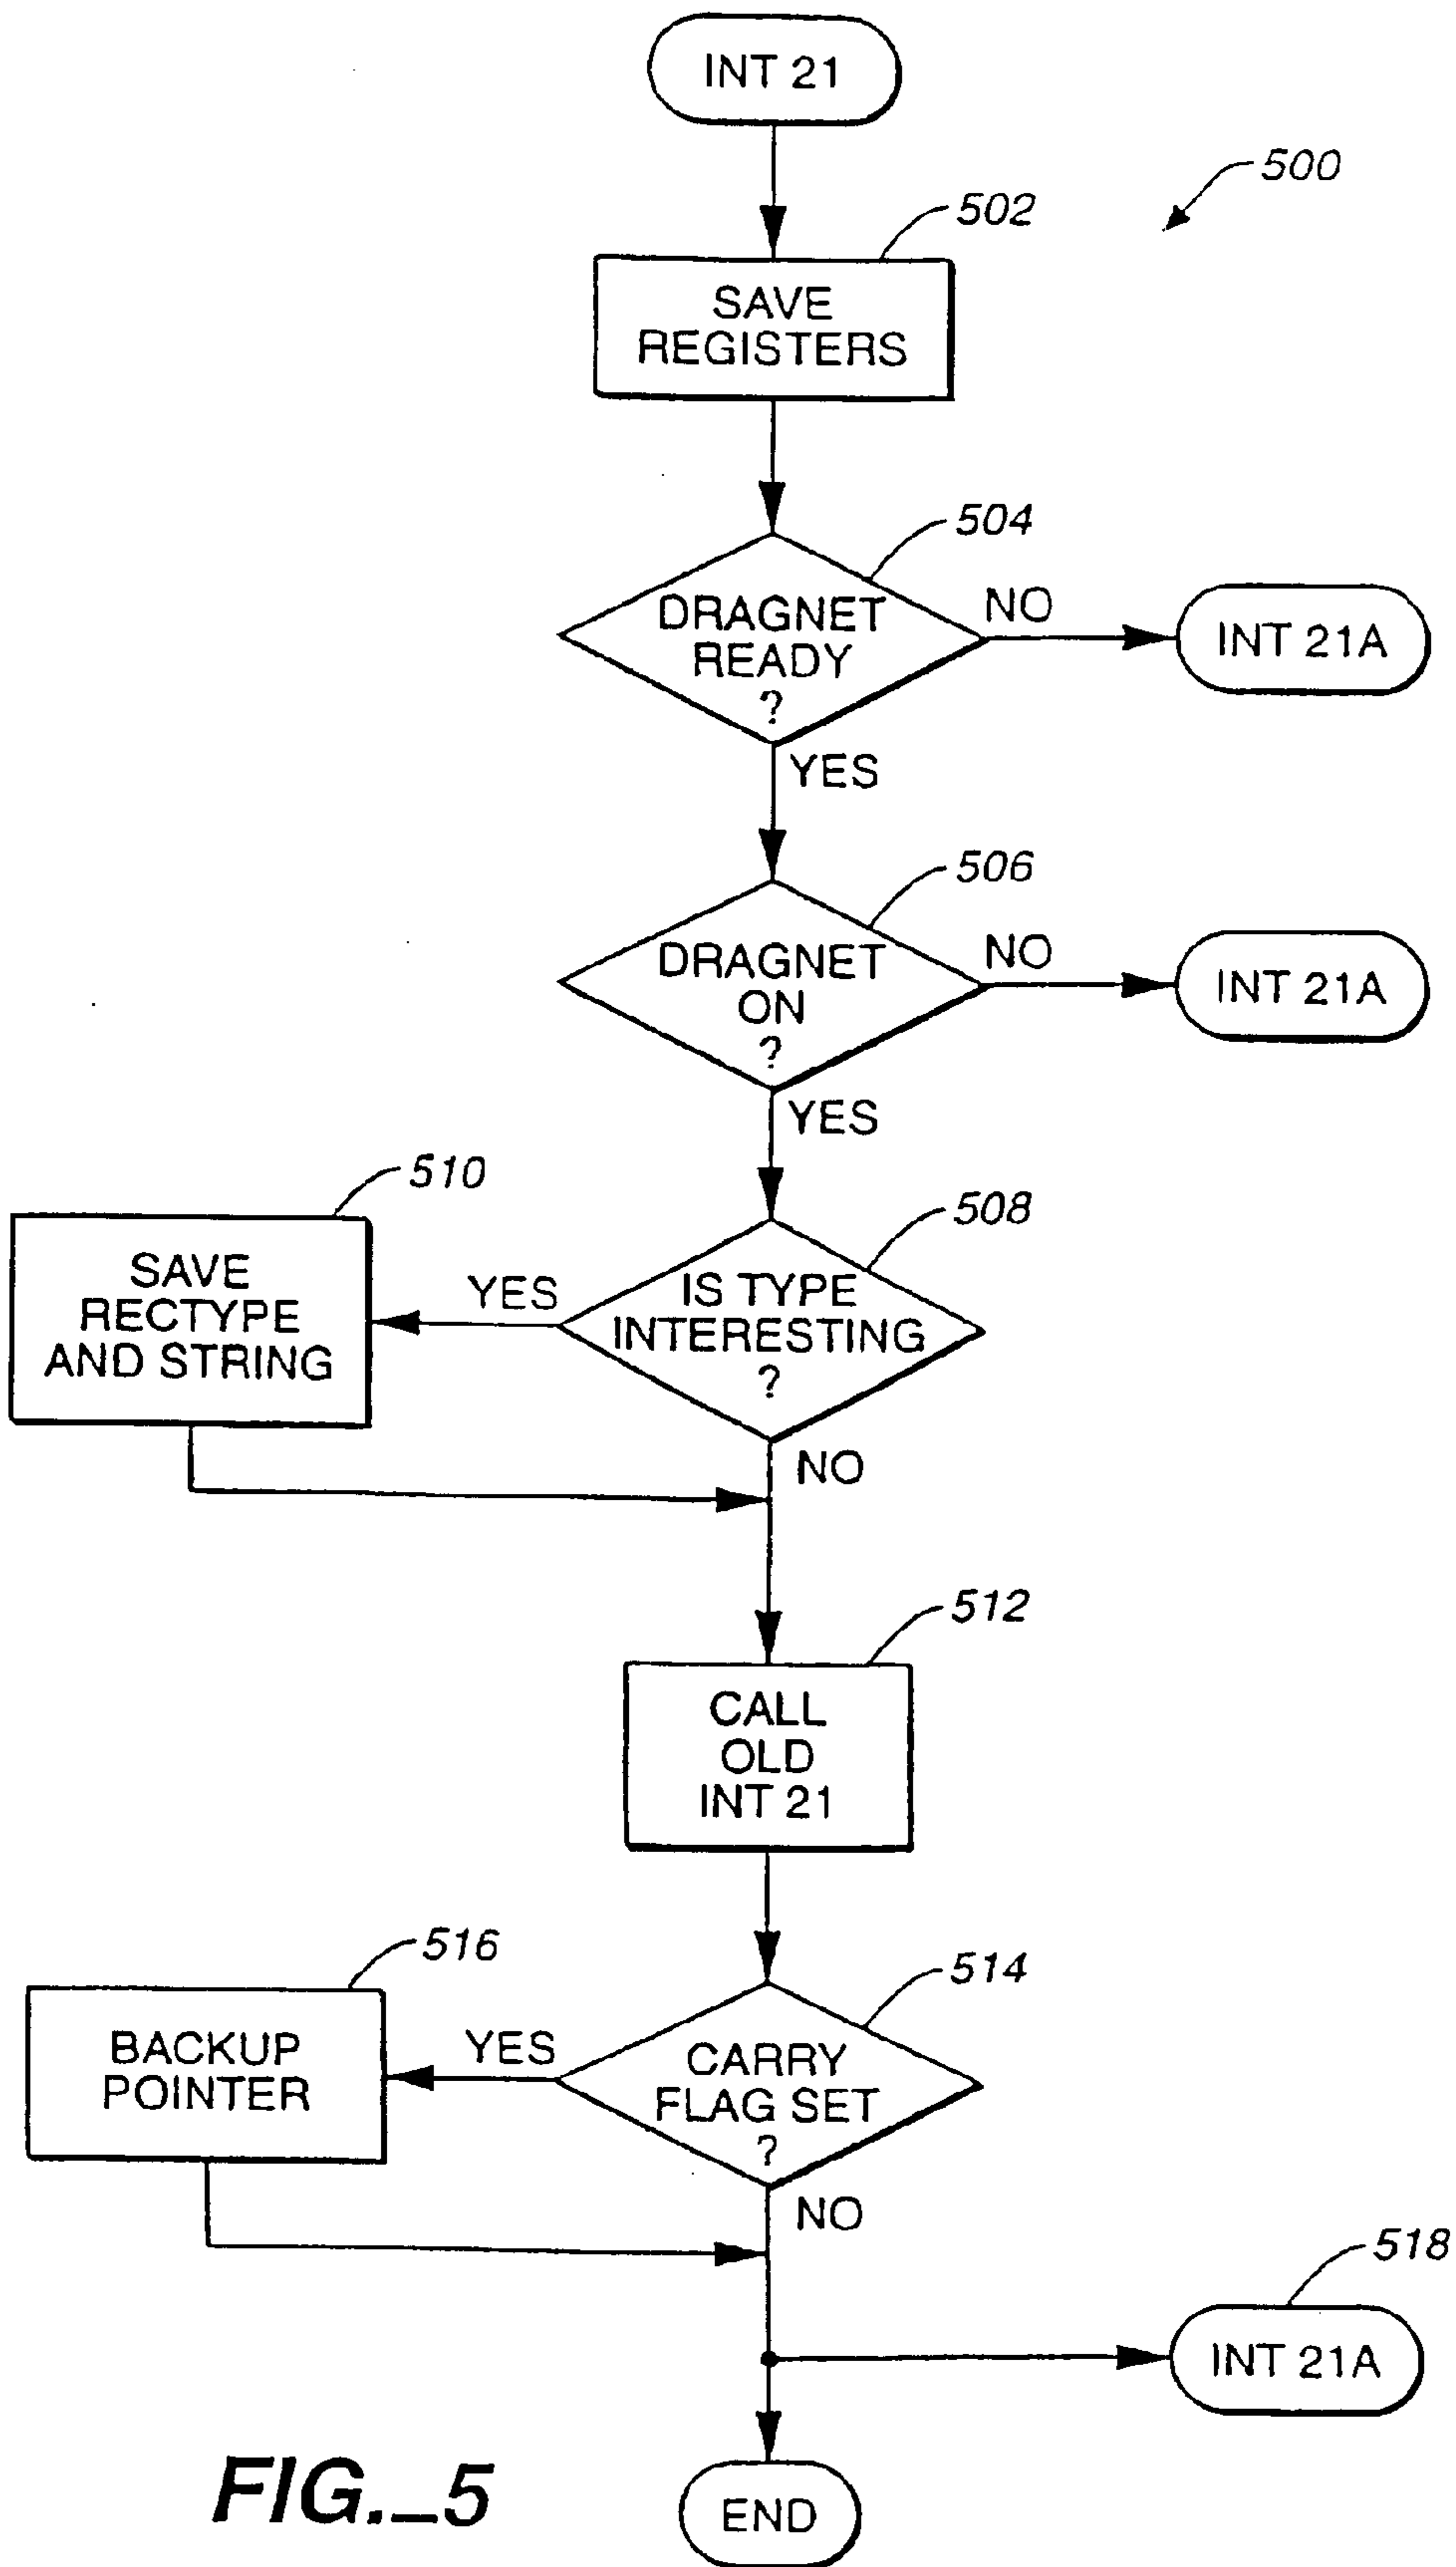 INT 21
500
502
SAVE
REGISTERS
504
DRAGNET
READY
?
NO
INT 21A
YES
506
DRAGNET
ON
?
NO
INT 21A
YES
510
508
SAVE
RECTYPE
AND STRING
YES
IS TYPE
INTERESTING
?
NO
512
CALL
OLD
INT 21
516
514
BACKUP
POINTER
YES
CARRY
FLAG SET
?
NO
518
INT 21A
END
FIG._5